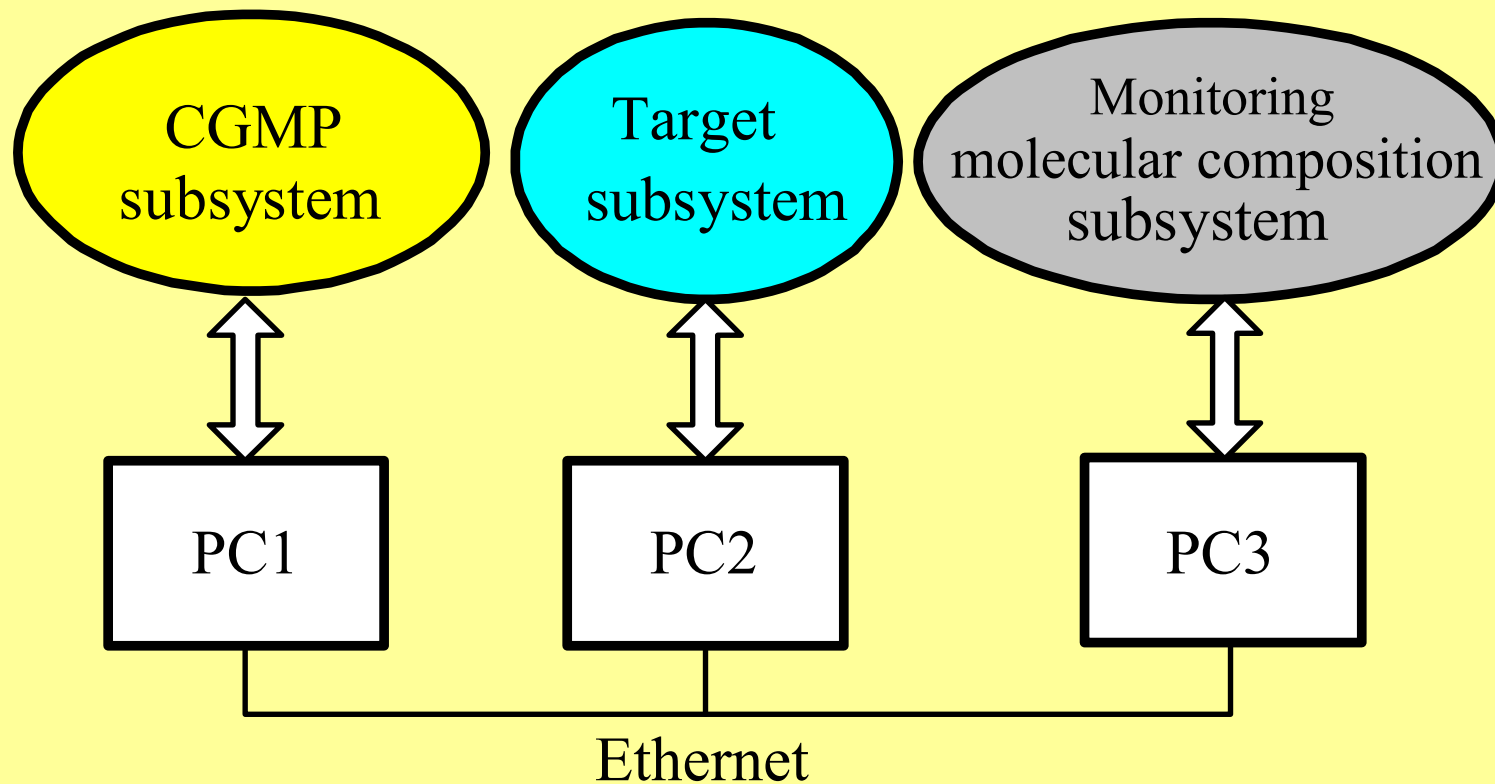 CGMP
subsystem
Target
subsystem
Monitoring
molecular composition
subsystem
PC1
PC2
PC3
Ethernet